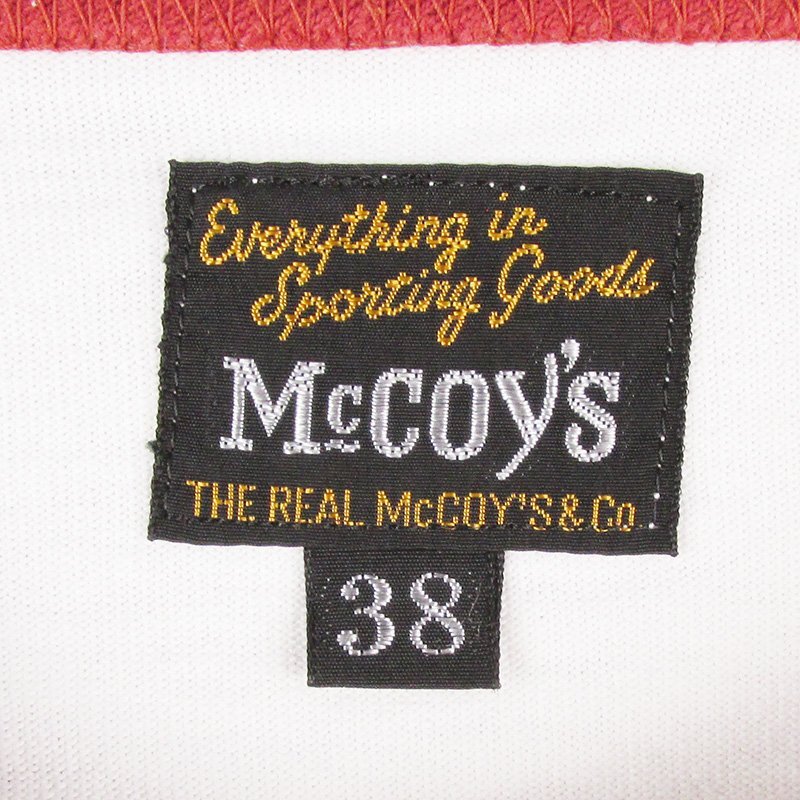 Everything in
Sporting Goods
McCOY'S
THE REAL McCOY'S & Co
38